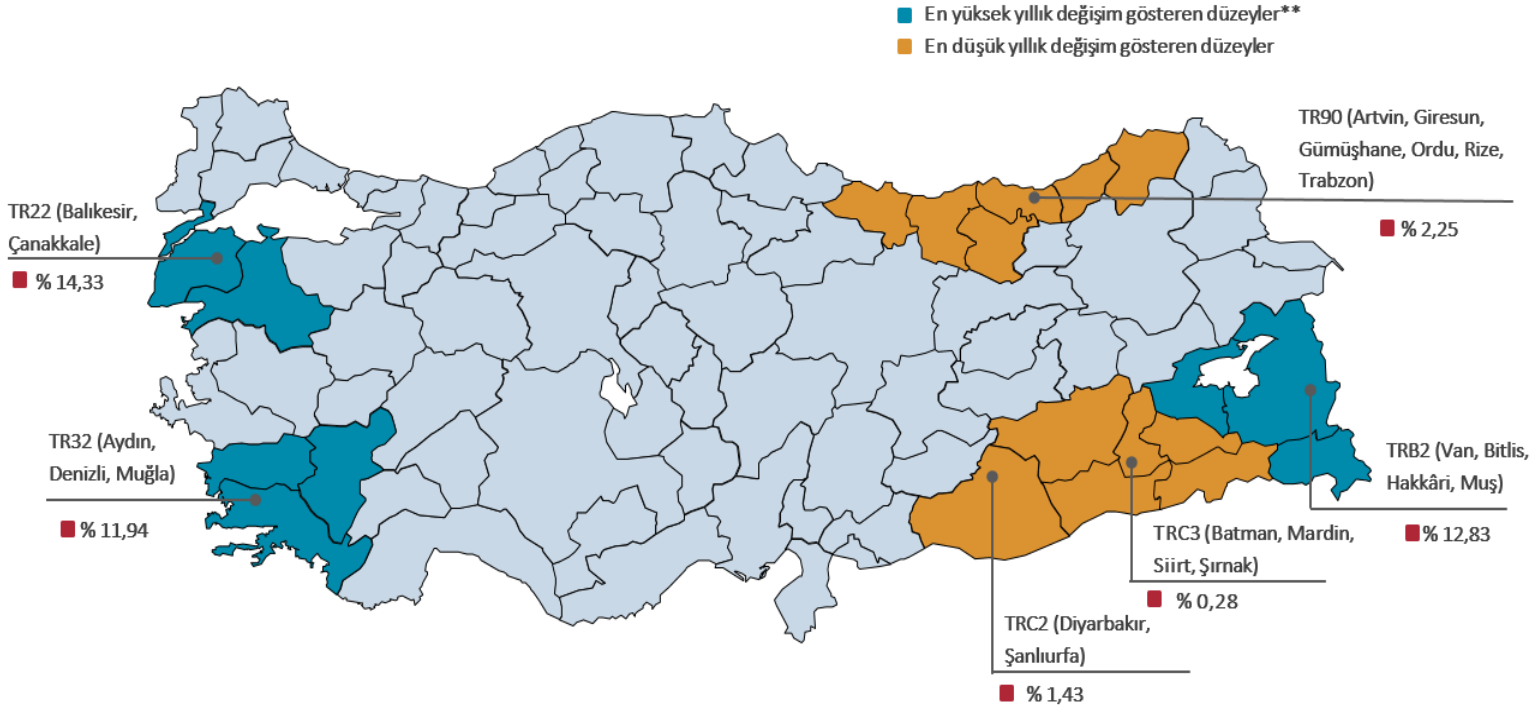 En yüksek yıllık değişim gösteren düzeyler**
En düşük yıllık değişim gösteren düzeyler
TR90 (Artvin, Giresun,
Gümüşhane, Ordu, Rize,
Trabzon)
% 2,25
TR22 (Balıkesir,
Çanakkale)
% 14,33
TR32 (Aydın,
Denizli, Muğla)
% 11,94
TRB2 (Van, Bitlis,
Hakkâri, Muş)
% 12,83
TRC3 (Batman, Mardin,
Siirt, Şırnak)
% 0,28
TRC2 (Diyarbakır,
Şanlıurfa)
% 1,43